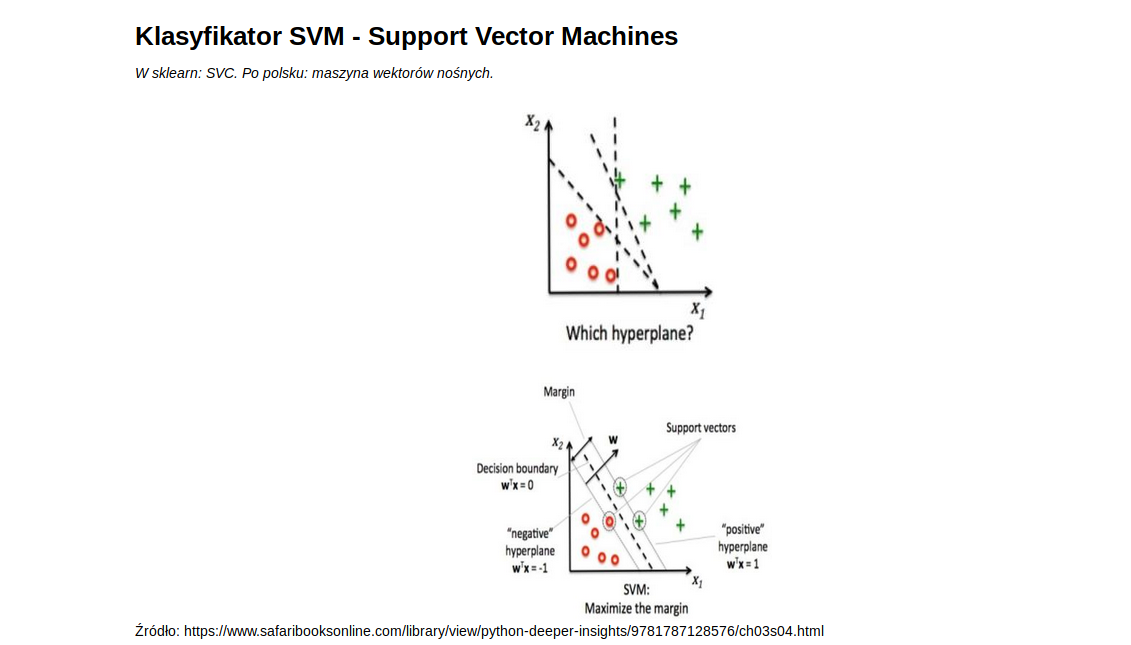 Klasyfikator SVM - Support Vector Machines
W sklearn: SVC. Po polsku: maszyna wektorów nośnych.
X₂
X₁
Which hyperplane?
Margin
Support vectors
X₂
w
Decision boundary
wᵀx = 0
"negative"
hyperplane
wᵀx = -1
"positive"
hyperplane
wᵀx = 1
X₁
SVM:
Maximize the margin
Źródło: https://www.safaribooksonline.com/library/view/python-deeper-insights/9781787128576/ch03s04.html